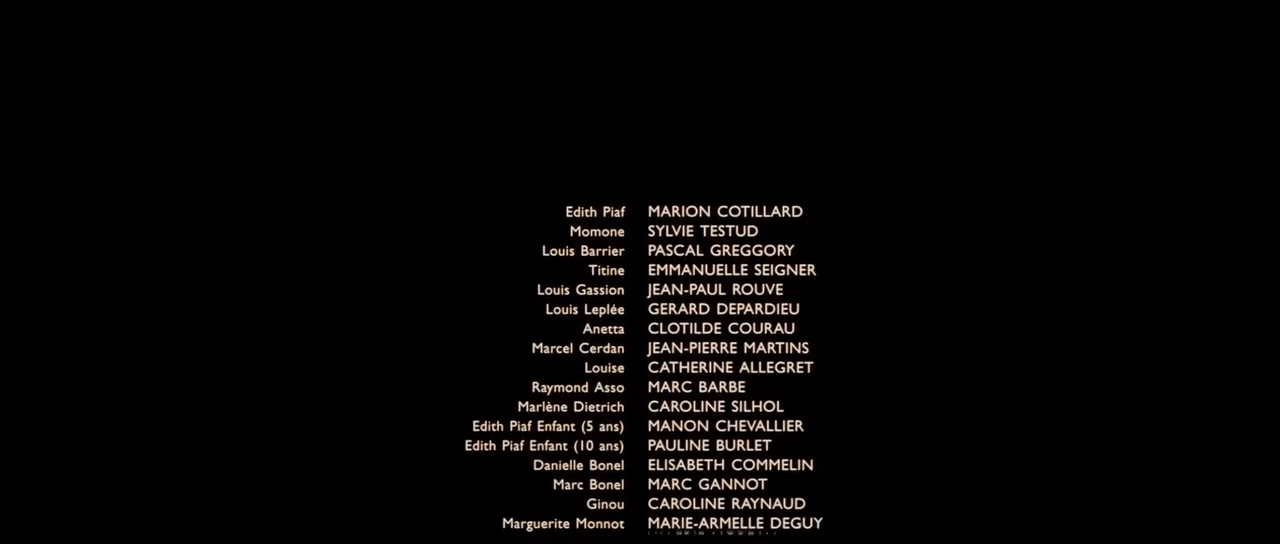 Edith Piaf MARION COTILLARD
Momone SYLVIE TESTUD
Louis Barrier PASCAL GREGGORY
Titine EMMANUELLE SEIGNER
Louis Gassion JEAN-PAUL ROUVE
Louis Leplée GERARD DEPARDIEU
Anetta CLOTILDE COURAU
Marcel Cerdan JEAN-PIERRE MARTINS
Louise CATHERINE ALLEGRET
Raymond Asso MARC BARBE
Marlène Dietrich CAROLINE SILHOL
Edith Piaf Enfant (5 ans) MANON CHEVALLIER
Edith Piaf Enfant (10 ans) PAULINE BURLET
Danielle Bonel ELISABETH COMMELIN
Marc Bonel MARC GANNOT
Ginou CAROLINE RAYNAUD
Marguerite Monnot MARIE-ARMELLE DEGUY